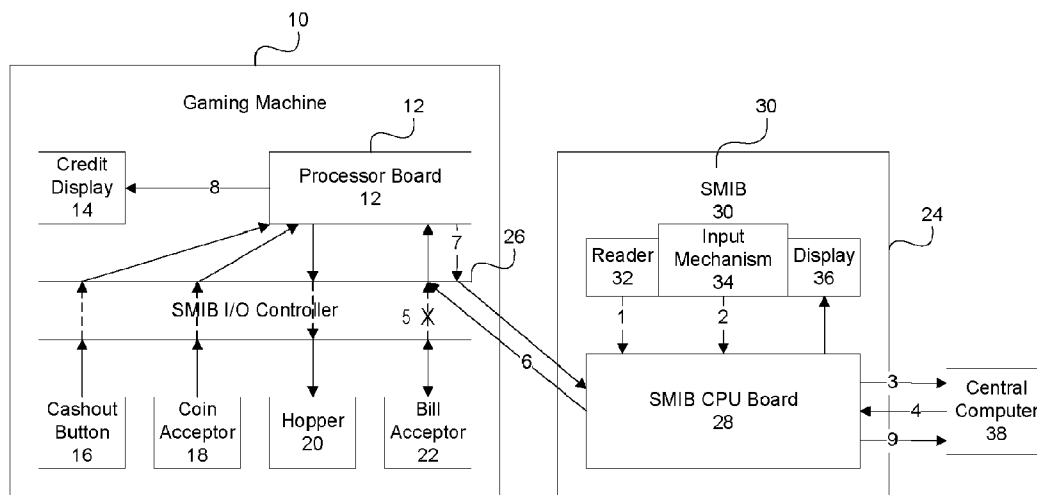 10
Gaming Machine
12
30
Credit
Display
14
8
Processor Board
12
SMIB
30
24
7
26
Reader
32
Input
Mechanism
34
Display
36
SMIB I/O Controller
5
1
2
6
3
4
9
SMIB CPU Board
28
Central
Computer
38
Cashout
Button
16
Coin
Acceptor
18
Hopper
20
Bill
Acceptor
22